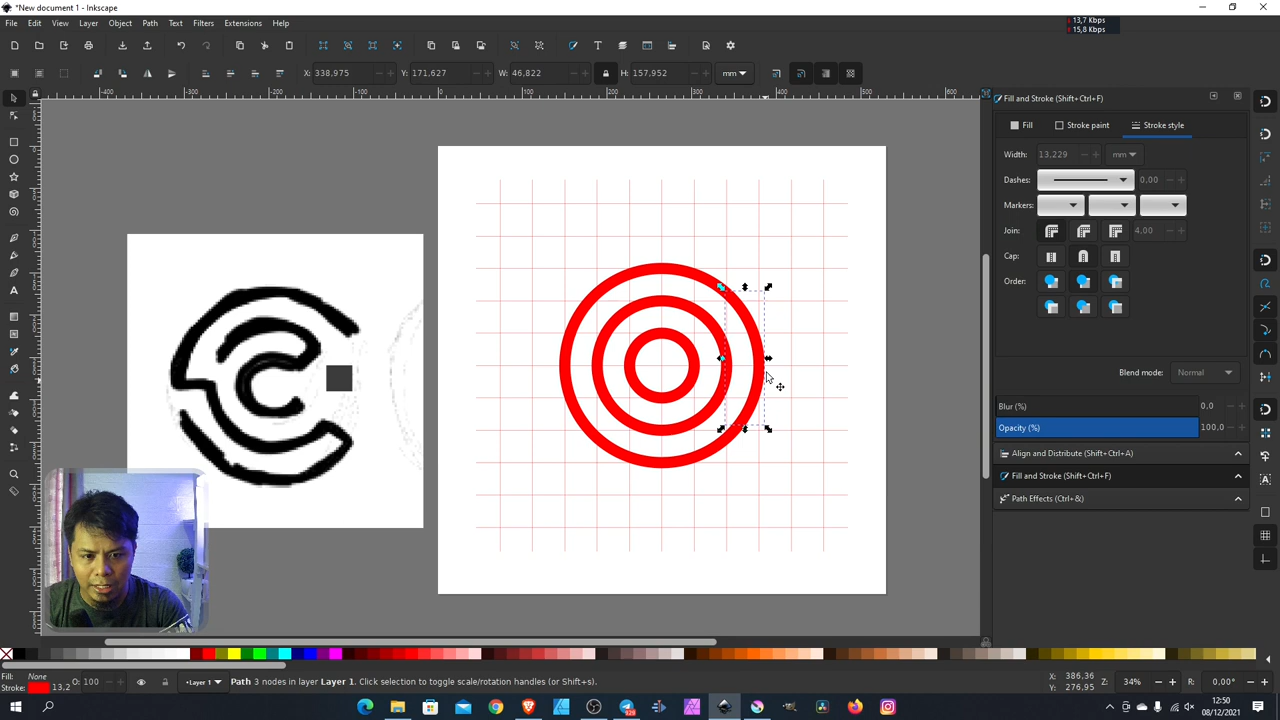 *New document 1 - Inkscape
File Edit View Layer Object Path Text Filters Extensions Help
13,7 Kbps
15,8 Kbps
X: 338,975 Y: 171,627 W: 46,822 H: 157,952 mm
Fill and Stroke (Shift+Ctrl+F)
Fill Stroke paint Stroke style
Width: 13,229 mm
Dashes: 0,00
Markers:
Join: 4,00
Cap:
Order:
Blend mode: Normal
Blur (%) 0,0
Opacity (%) 100,0
Align and Distribute (Shift+Ctrl+A)
Fill and Stroke (Shift+Ctrl+F)
Path Effects (Ctrl+&)
Fill: None
Stroke: 13,2
O: 100
Layer 1
Path 3 nodes in layer Layer 1. Click selection to toggle scale/rotation handles (or Shift+s).
X: 386,36
Y: 276,95
Z: 34%
R: 0,00°
12:50
08/12/2021